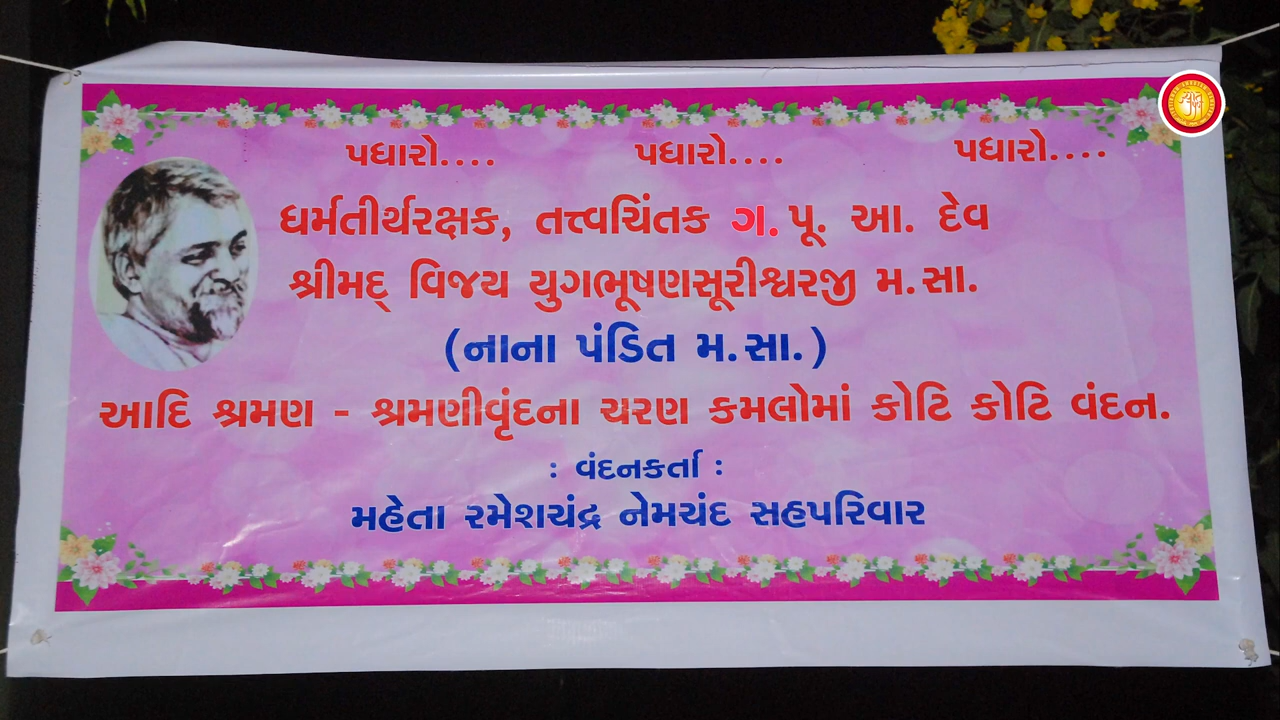 પધારો.... પધારો.... પધારો....
ધર્મતીર્થરક્ષક, તત્ત્વચિંતક ગ. પૂ. આ. દેવ
શ્રીમદ્ વિજય યુગભૂષણસૂરીશ્વરજી મ.સા.
(નાના પંડિત મ.સા.)
આદિ શ્રમણ - શ્રમણીવૃંદના ચરણ કમલોમાં કોટિ કોટિ વંદન.
: વંદનકર્તા :
મહેતા રમેશચંદ્ર નેમચંદ સહપરિવાર